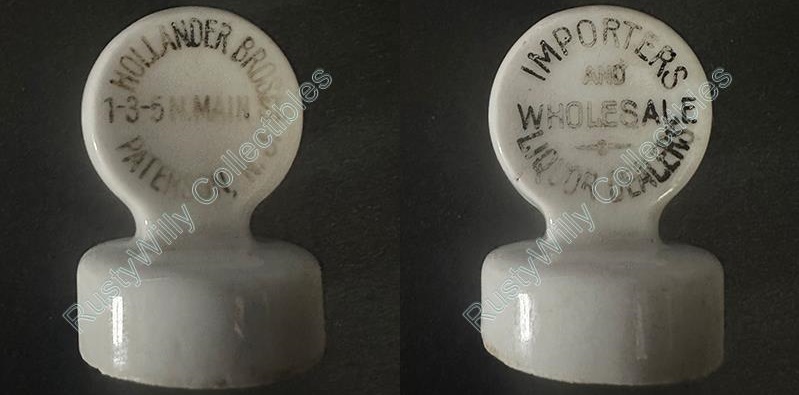 HOLLANDER BROS.
1-3-5 N. MAIN
IMPORTERS
AND
WHOLESALE
LIQUOR DEALERS
RustyWilly Collectibles
RustyWilly Collectibles